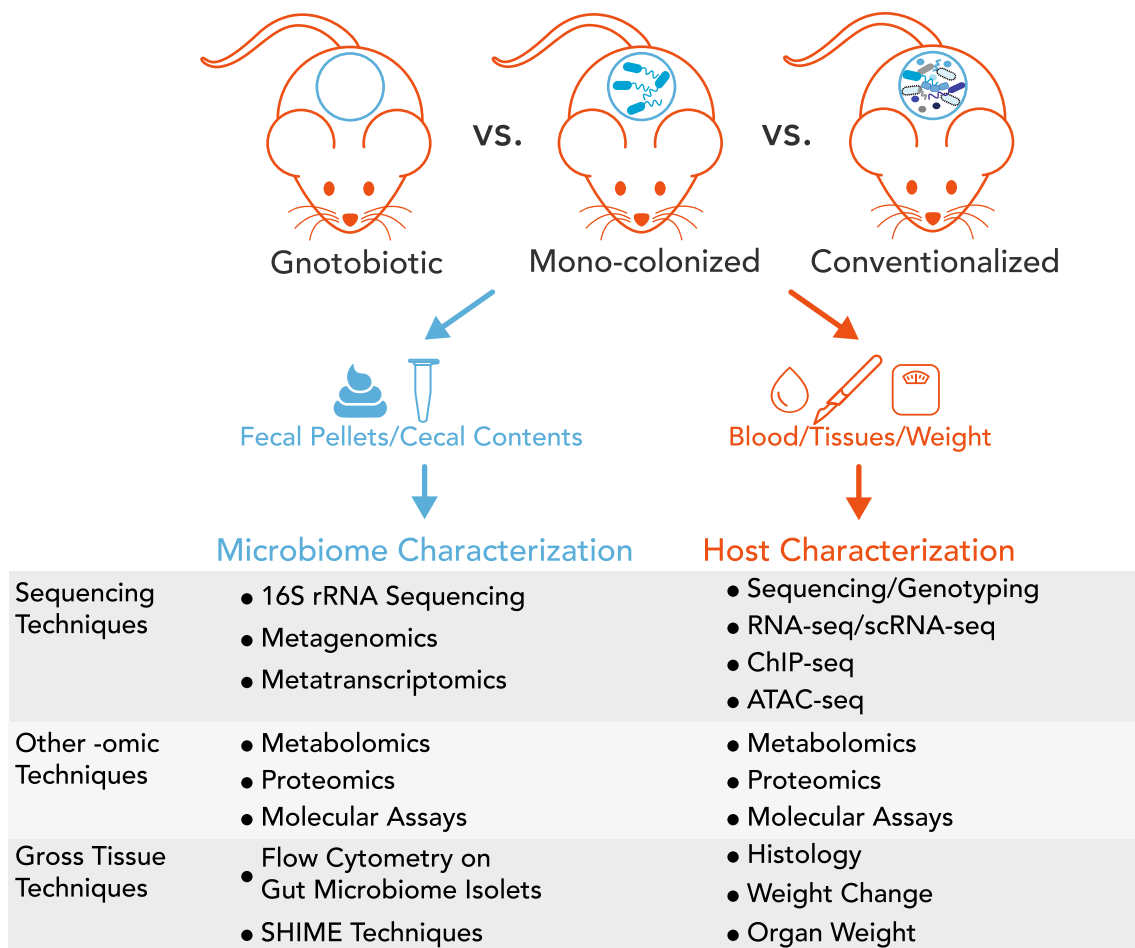 vs.
vs.
Gnotobiotic
Mono-colonized
Conventionalized
Fecal Pellets/Cecal Contents
Blood/Tissues/Weight
Microbiome Characterization
Host Characterization
Sequencing
Techniques
• 16S rRNA Sequencing
• Metagenomics
• Metatranscriptomics
• Sequencing/Genotyping
• RNA-seq/scRNA-seq
• ChIP-seq
• ATAC-seq
Other -omic
Techniques
• Metabolomics
• Proteomics
• Molecular Assays
• Metabolomics
• Proteomics
• Molecular Assays
Gross Tissue
Techniques
• Flow Cytometry on
Gut Microbiome Isolets
• SHIME Techniques
• Histology
• Weight Change
• Organ Weight